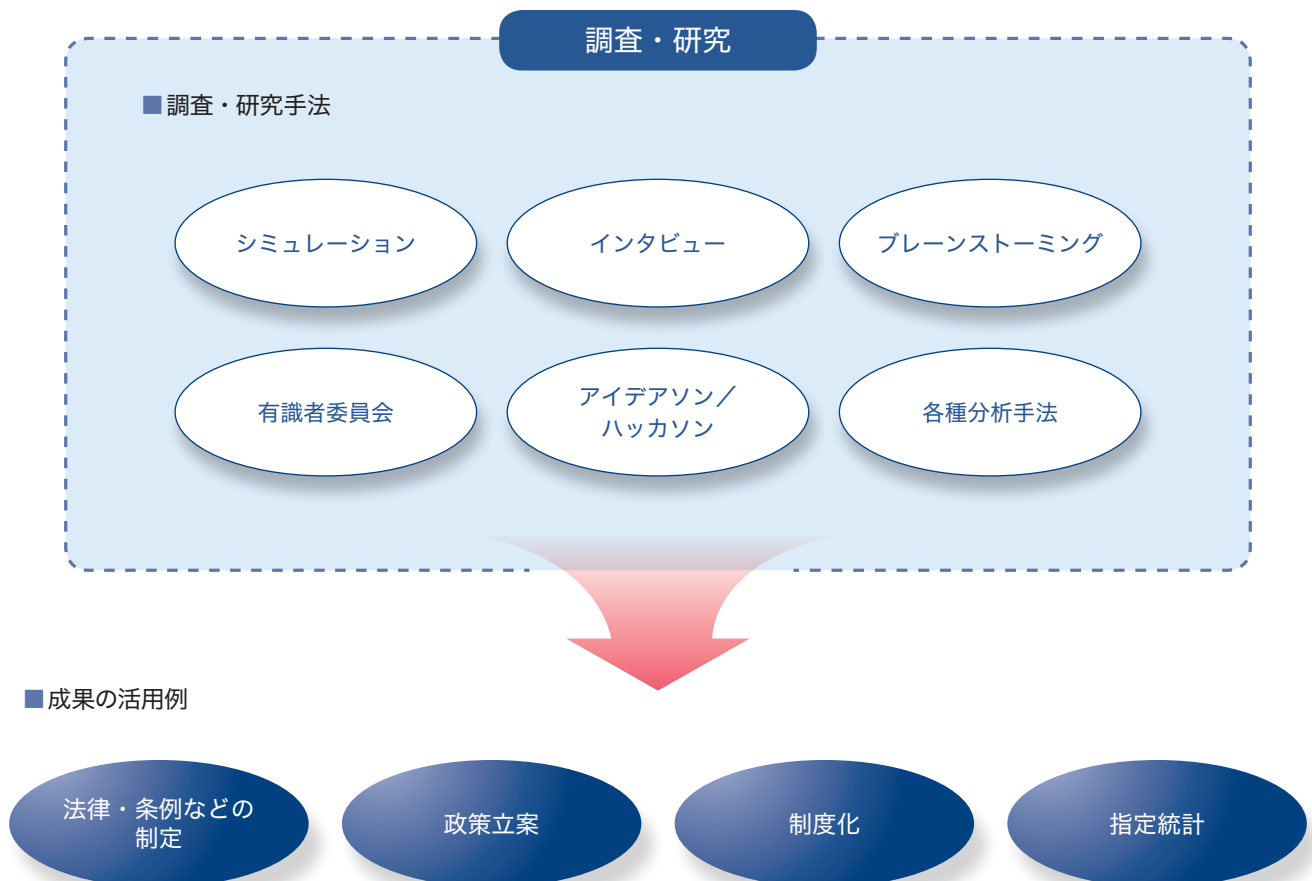 調査・研究
■調査・研究手法
シミュレーション
インタビュー
ブレーンストーミング
有識者委員会
アイデアソン／
ハッカソン
各種分析手法
■成果の活用例
法律・条例などの
制定
政策立案
制度化
指定統計